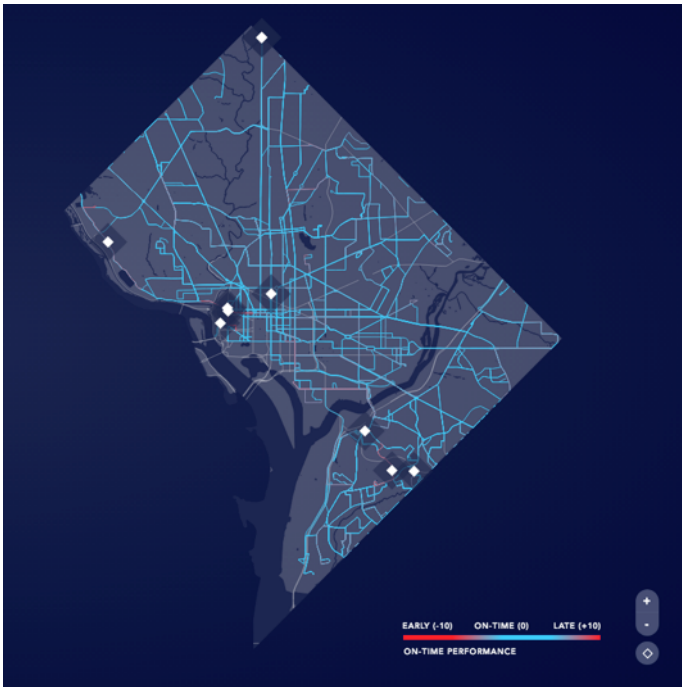 EARLY (-10) ON-TIME (0) LATE (+10)
ON-TIME PERFORMANCE
+
-